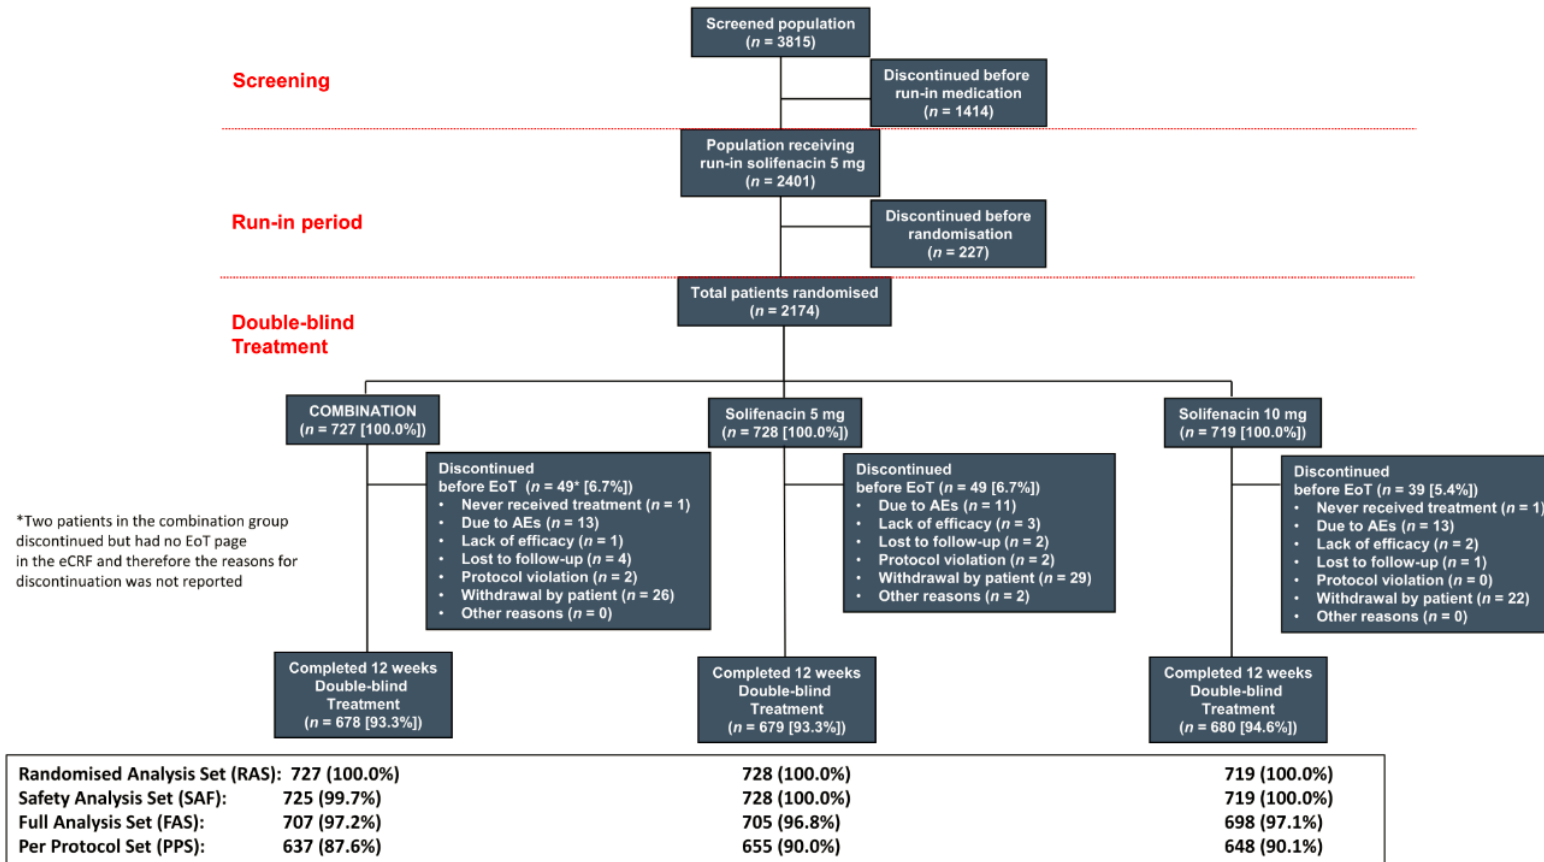 Screened population
(n = 3815)
Screening
Discontinued before
run-in medication
(n = 1414)
Population receiving
run-in solifenacin 5 mg
(n = 2401)
Run-in period
Discontinued before
randomisation
(n = 227)
Total patients randomised
(n = 2174)
Double-blind
Treatment
COMBINATION
(n = 727 [100.0%])
Solifenacin 5 mg
(n = 728 [100.0%])
Solifenacin 10 mg
(n = 719 [100.0%])
Discontinued
before EoT (n = 49* [6.7%])
• Never received treatment (n = 1)
• Due to AEs (n = 13)
• Lack of efficacy (n = 1)
• Lost to follow-up (n = 4)
• Protocol violation (n = 2)
• Withdrawal by patient (n = 26)
• Other reasons (n = 0)
Discontinued
before EoT (n = 49 [6.7%])
• Due to AEs (n = 11)
• Lack of efficacy (n = 3)
• Lost to follow-up (n = 2)
• Protocol violation (n = 2)
• Withdrawal by patient (n = 29)
• Other reasons (n = 2)
Discontinued
before EoT (n = 39 [5.4%])
• Never received treatment (n = 1)
• Due to AEs (n = 13)
• Lack of efficacy (n = 2)
• Lost to follow-up (n = 1)
• Protocol violation (n = 0)
• Withdrawal by patient (n = 22)
• Other reasons (n = 0)
*Two patients in the combination group
discontinued but had no EoT page
in the eCRF and therefore the reasons for
discontinuation was not reported
Completed 12 weeks
Double-blind
Treatment
(n = 678 [93.3%])
Completed 12 weeks
Double-blind
Treatment
(n = 679 [93.3%])
Completed 12 weeks
Double-blind
Treatment
(n = 680 [94.6%])
Randomised Analysis Set (RAS): 727 (100.0%) 728 (100.0%) 719 (100.0%)
Safety Analysis Set (SAF): 725 (99.7%) 728 (100.0%) 719 (100.0%)
Full Analysis Set (FAS): 707 (97.2%) 705 (96.8%) 698 (97.1%)
Per Protocol Set (PPS): 637 (87.6%) 655 (90.0%) 648 (90.1%)